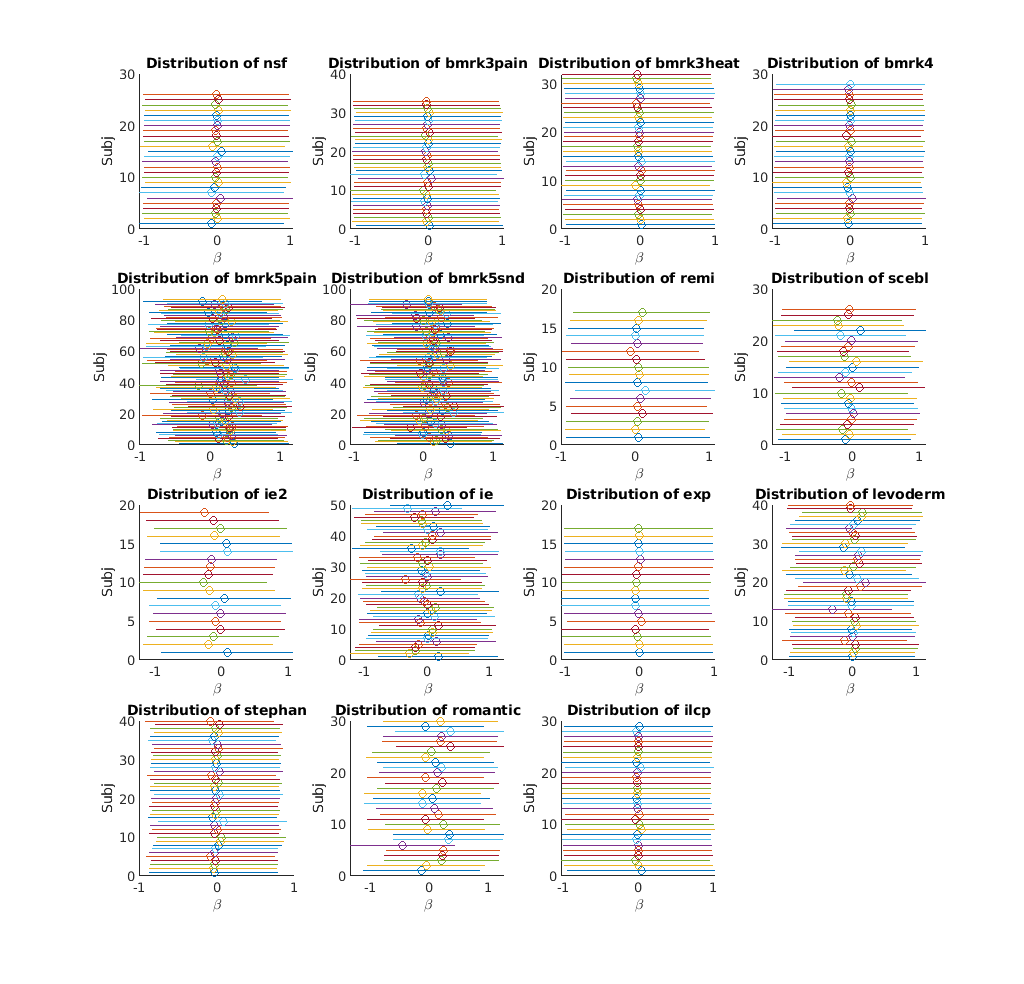 Distribution of nsf
Subj
30
20
10
0
-1 0 1
β
Distribution of bmrk3pain
Subj
40
30
20
10
0
-1 0 1
β
Distribution of bmrk3heat
Subj
30
20
10
0
-1 0 1
β
Distribution of bmrk4
Subj
30
20
10
0
-1 0 1
β
Distribution of bmrk5pain
Subj
100
80
60
40
20
0
-1 0 1
β
Distribution of bmrk5snd
Subj
100
80
60
40
20
0
-1 0 1
β
Distribution of remi
Subj
20
15
10
5
0
-1 0 1
β
Distribution of scebl
Subj
30
20
10
0
-1 0 1
β
Distribution of ie2
Subj
20
15
10
5
0
-1 0 1
β
Distribution of ie
Subj
50
40
30
20
10
0
-1 0 1
β
Distribution of exp
Subj
20
15
10
5
0
-1 0 1
β
Distribution of levoderm
Subj
40
30
20
10
0
-1 0 1
β
Distribution of stephan
Subj
40
30
20
10
0
-1 0 1
β
Distribution of romantic
Subj
30
20
10
0
-1 0 1
β
Distribution of ilcp
Subj
30
20
10
0
-1 0 1
β